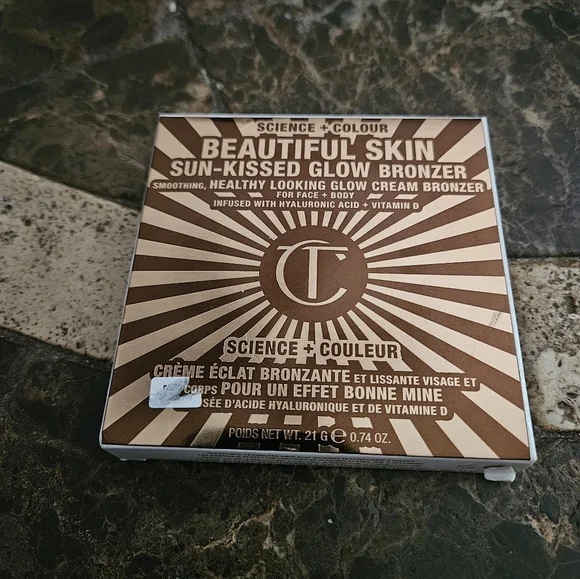 SCIENCE + COLOUR
BEAUTIFUL SKIN
SUN-KISSED GLOW BRONZER
SMOOTHING, HEALTHY LOOKING GLOW CREAM BRONZER
FOR FACE + BODY
INFUSED WITH HYALURONIC ACID + VITAMIN D
CT
SCIENCE + COULEUR
CRÈME ÉCLAT BRONZANTE ET LISSANTE VISAGE ET
CORPS POUR UN EFFET BONNE MINE
SÉE D'ACIDE HYALURONIQUE ET DE VITAMINE D
POIDS NET WT. 21 G e 0.74 OZ.